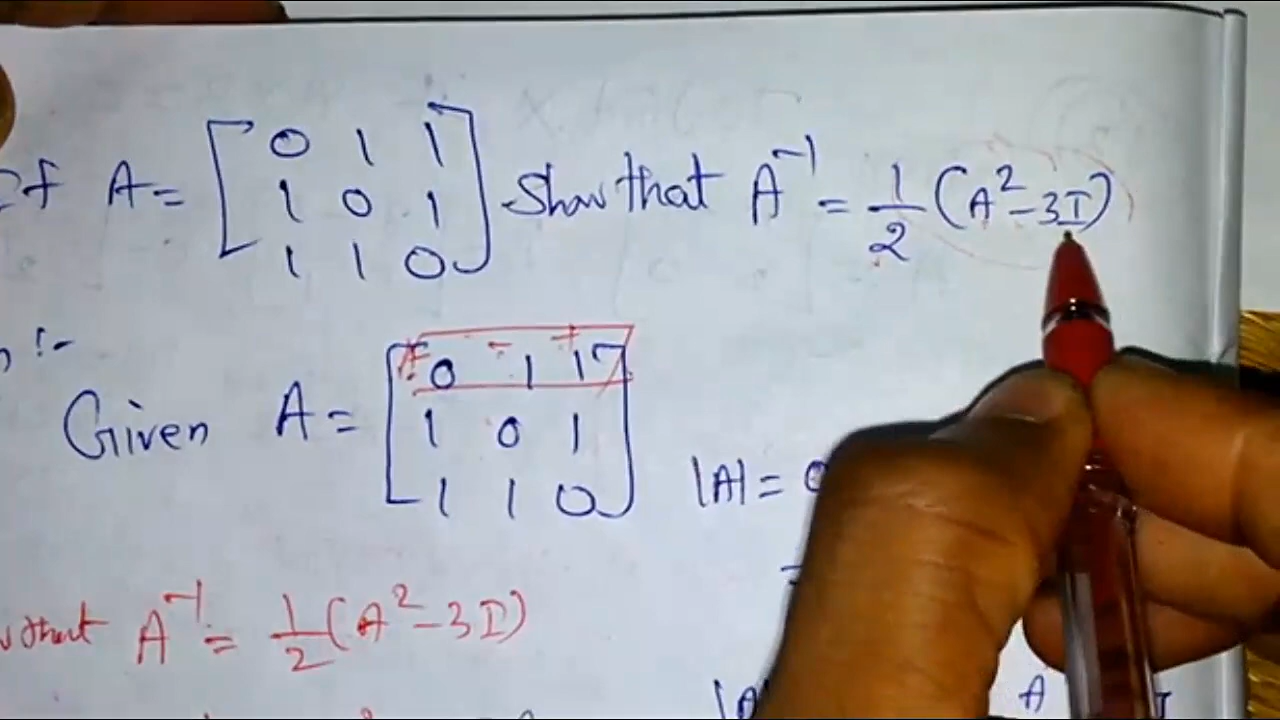 If A = [0 1 1
1 0 1
1 1 0] Show that A⁻¹ = 1/2 (A² - 3I)
:-
Given A = [0 1 1
1 0 1
1 1 0]
+ - +
|A| =
that A⁻¹ = 1/2 (A² - 3I)
|A|
A